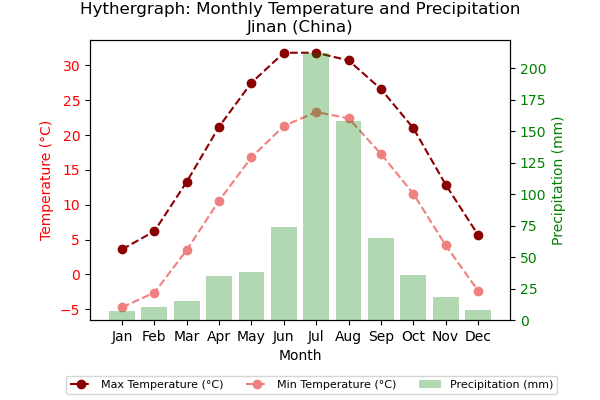 Hythergraph: Monthly Temperature and Precipitation
Jinan (China)
Temperature (°C)
30
25
20
15
10
5
0
−5
200
175
150
125
100
75
50
25
0
Precipitation (mm)
Jan Feb Mar Apr May Jun Jul Aug Sep Oct Nov Dec
Month
Max Temperature (°C) Min Temperature (°C) Precipitation (mm)